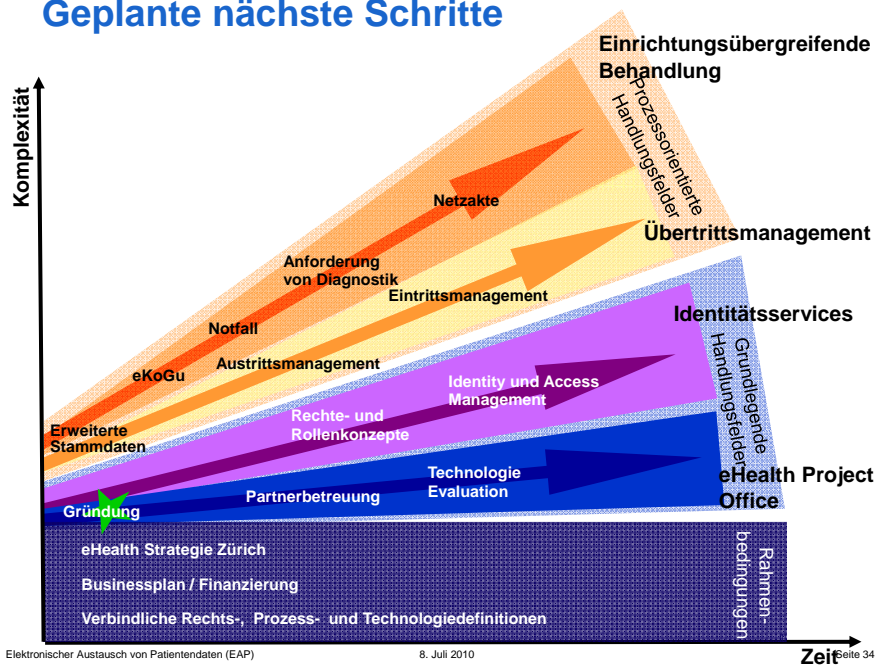 Geplante nächste Schritte
Komplexität
Einrichtungsübergreifende
Behandlung
Prozessorientierte
Handlungsfelder
Netzakte
Übertrittsmanagement
Anforderung
von Diagnostik
Eintrittsmanagement
Identitätsservices
Notfall
Austrittsmanagement
eKoGu
Grundlegende
Handlungsfelder
Identity und Access
Management
Rechte- und
Rollenkonzepte
Erweiterte
Stammdaten
Technologie
Evaluation
eHealth Project
Office
Partnerbetreuung
Gründung
eHealth Strategie Zürich
Businessplan / Finanzierung
Verbindliche Rechts-, Prozess- und Technologiedefinitionen
Rahmen-
bedingungen
Zeit
Elektronischer Austausch von Patientendaten (EAP)
8. Juli 2010
Seite 34